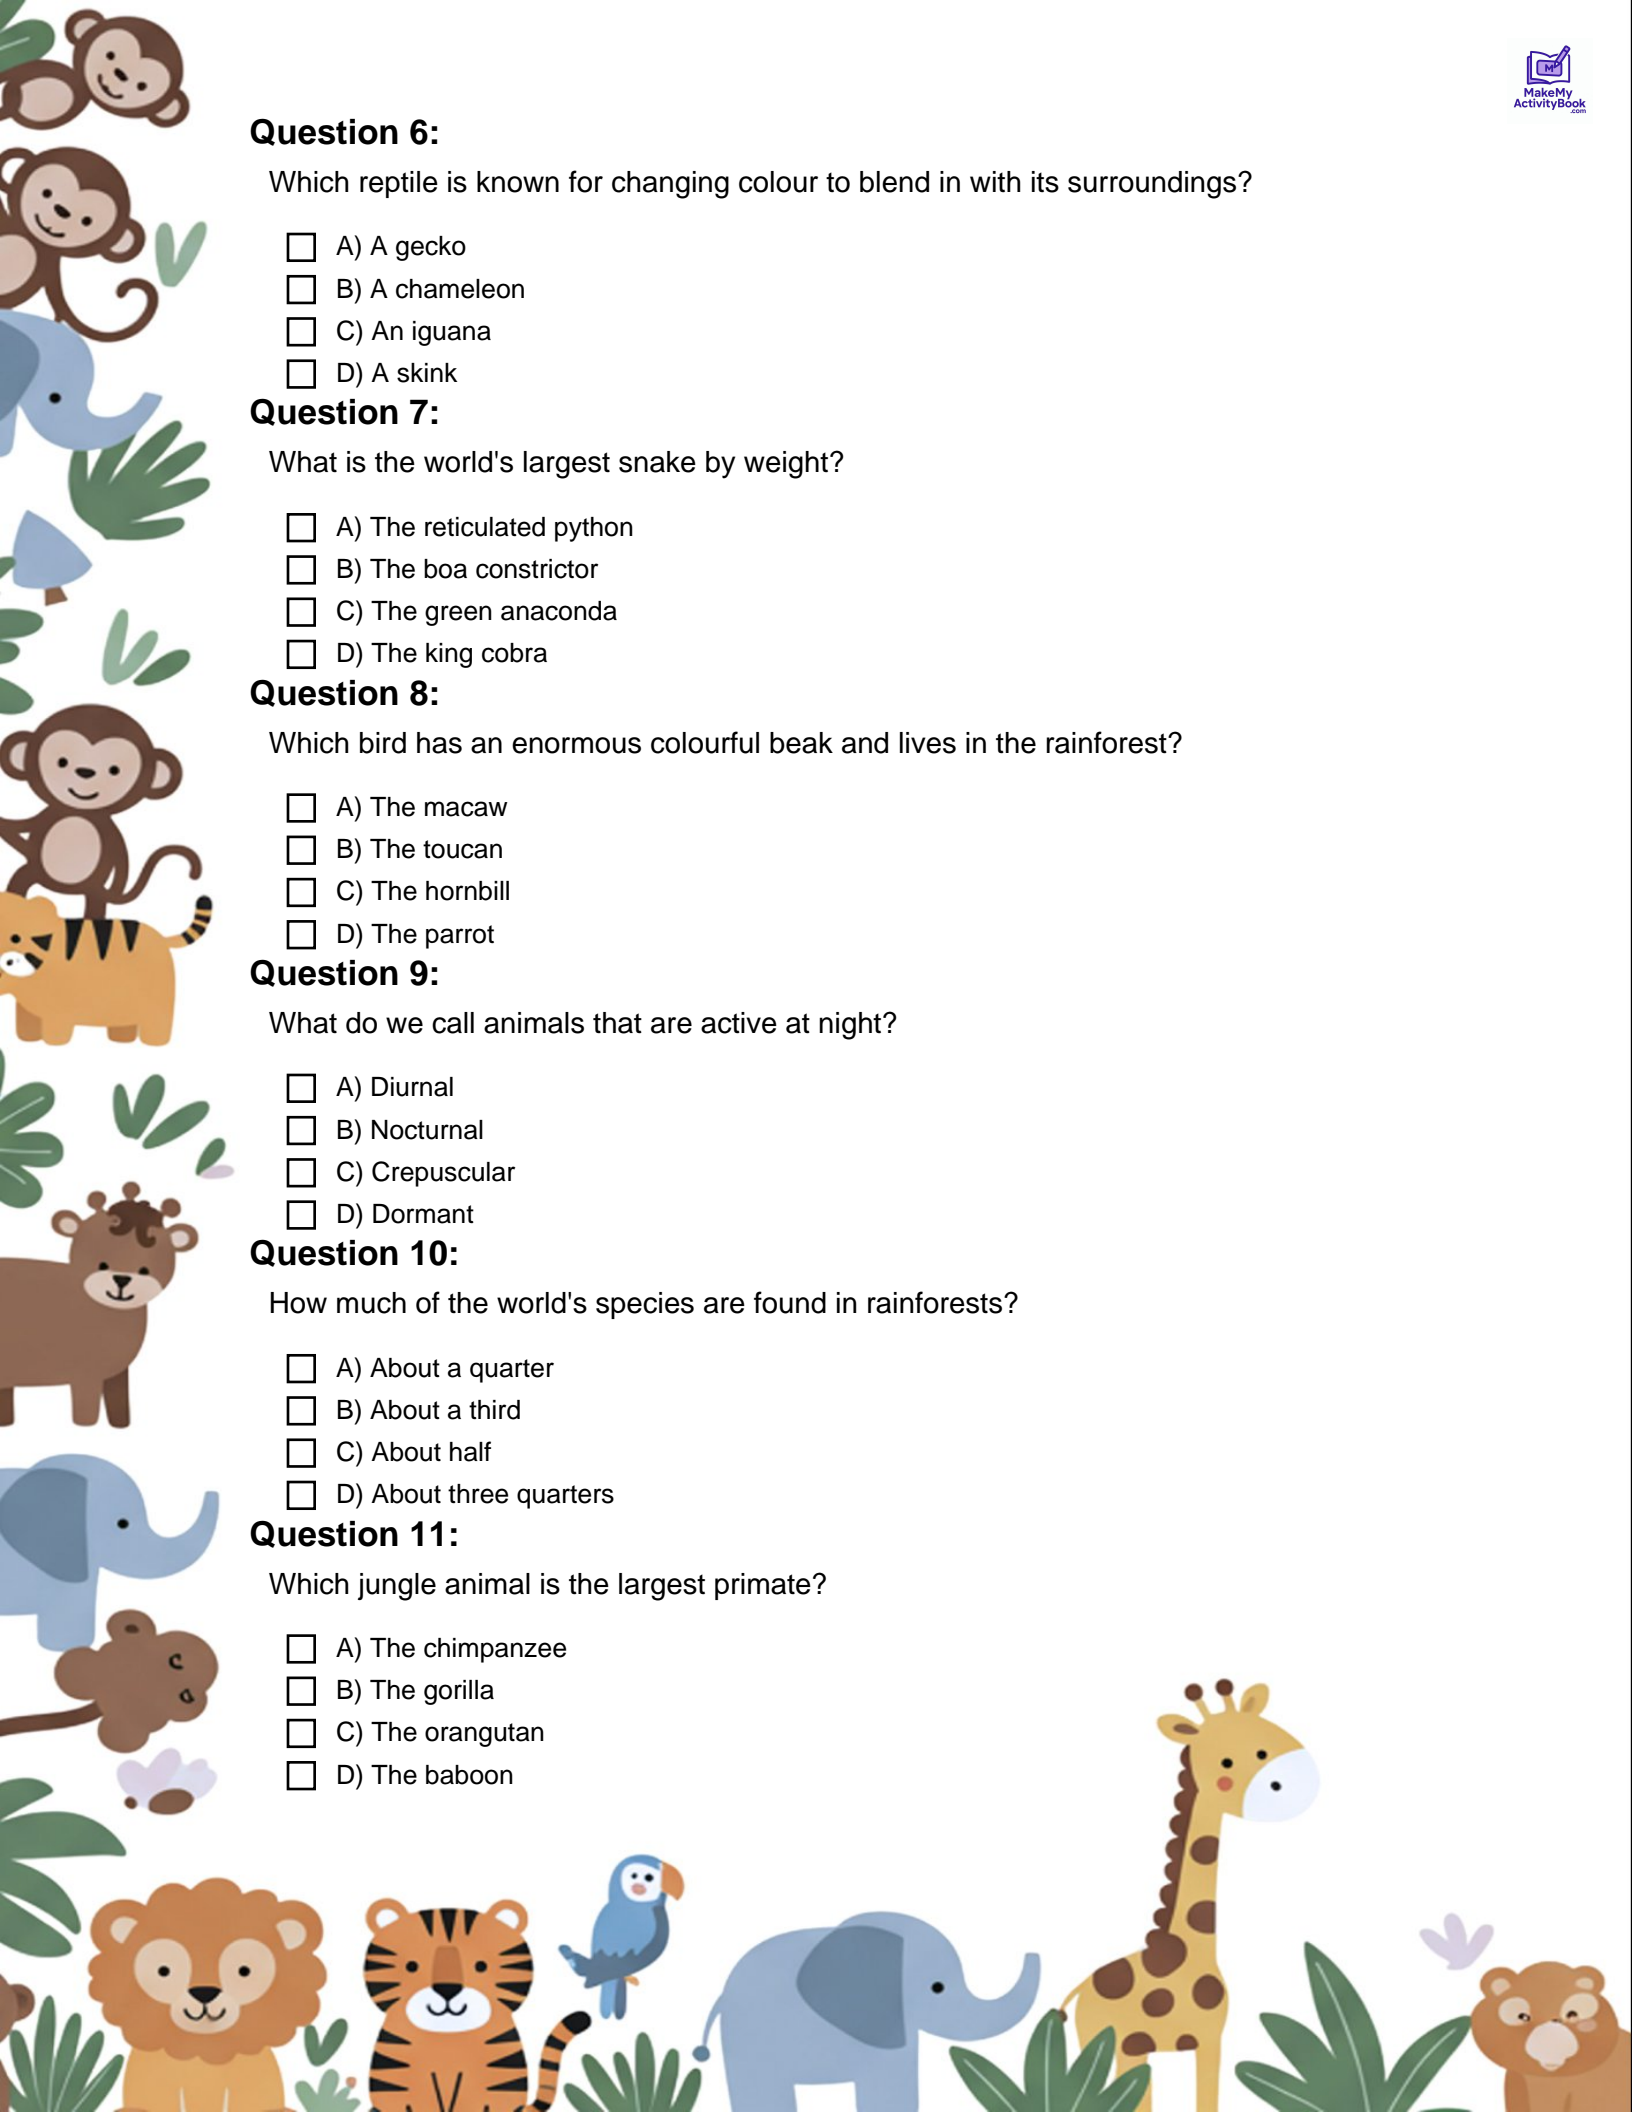 M
MakeMy
ActivityBook
.com
Question 6:
Which reptile is known for changing colour to blend in with its surroundings?
A) A gecko
B) A chameleon
C) An iguana
D) A skink
Question 7:
What is the world's largest snake by weight?
A) The reticulated python
B) The boa constrictor
C) The green anaconda
D) The king cobra
Question 8:
Which bird has an enormous colourful beak and lives in the rainforest?
A) The macaw
B) The toucan
C) The hornbill
D) The parrot
Question 9:
What do we call animals that are active at night?
A) Diurnal
B) Nocturnal
C) Crepuscular
D) Dormant
Question 10:
How much of the world's species are found in rainforests?
A) About a quarter
B) About a third
C) About half
D) About three quarters
Question 11:
Which jungle animal is the largest primate?
A) The chimpanzee
B) The gorilla
C) The orangutan
D) The baboon